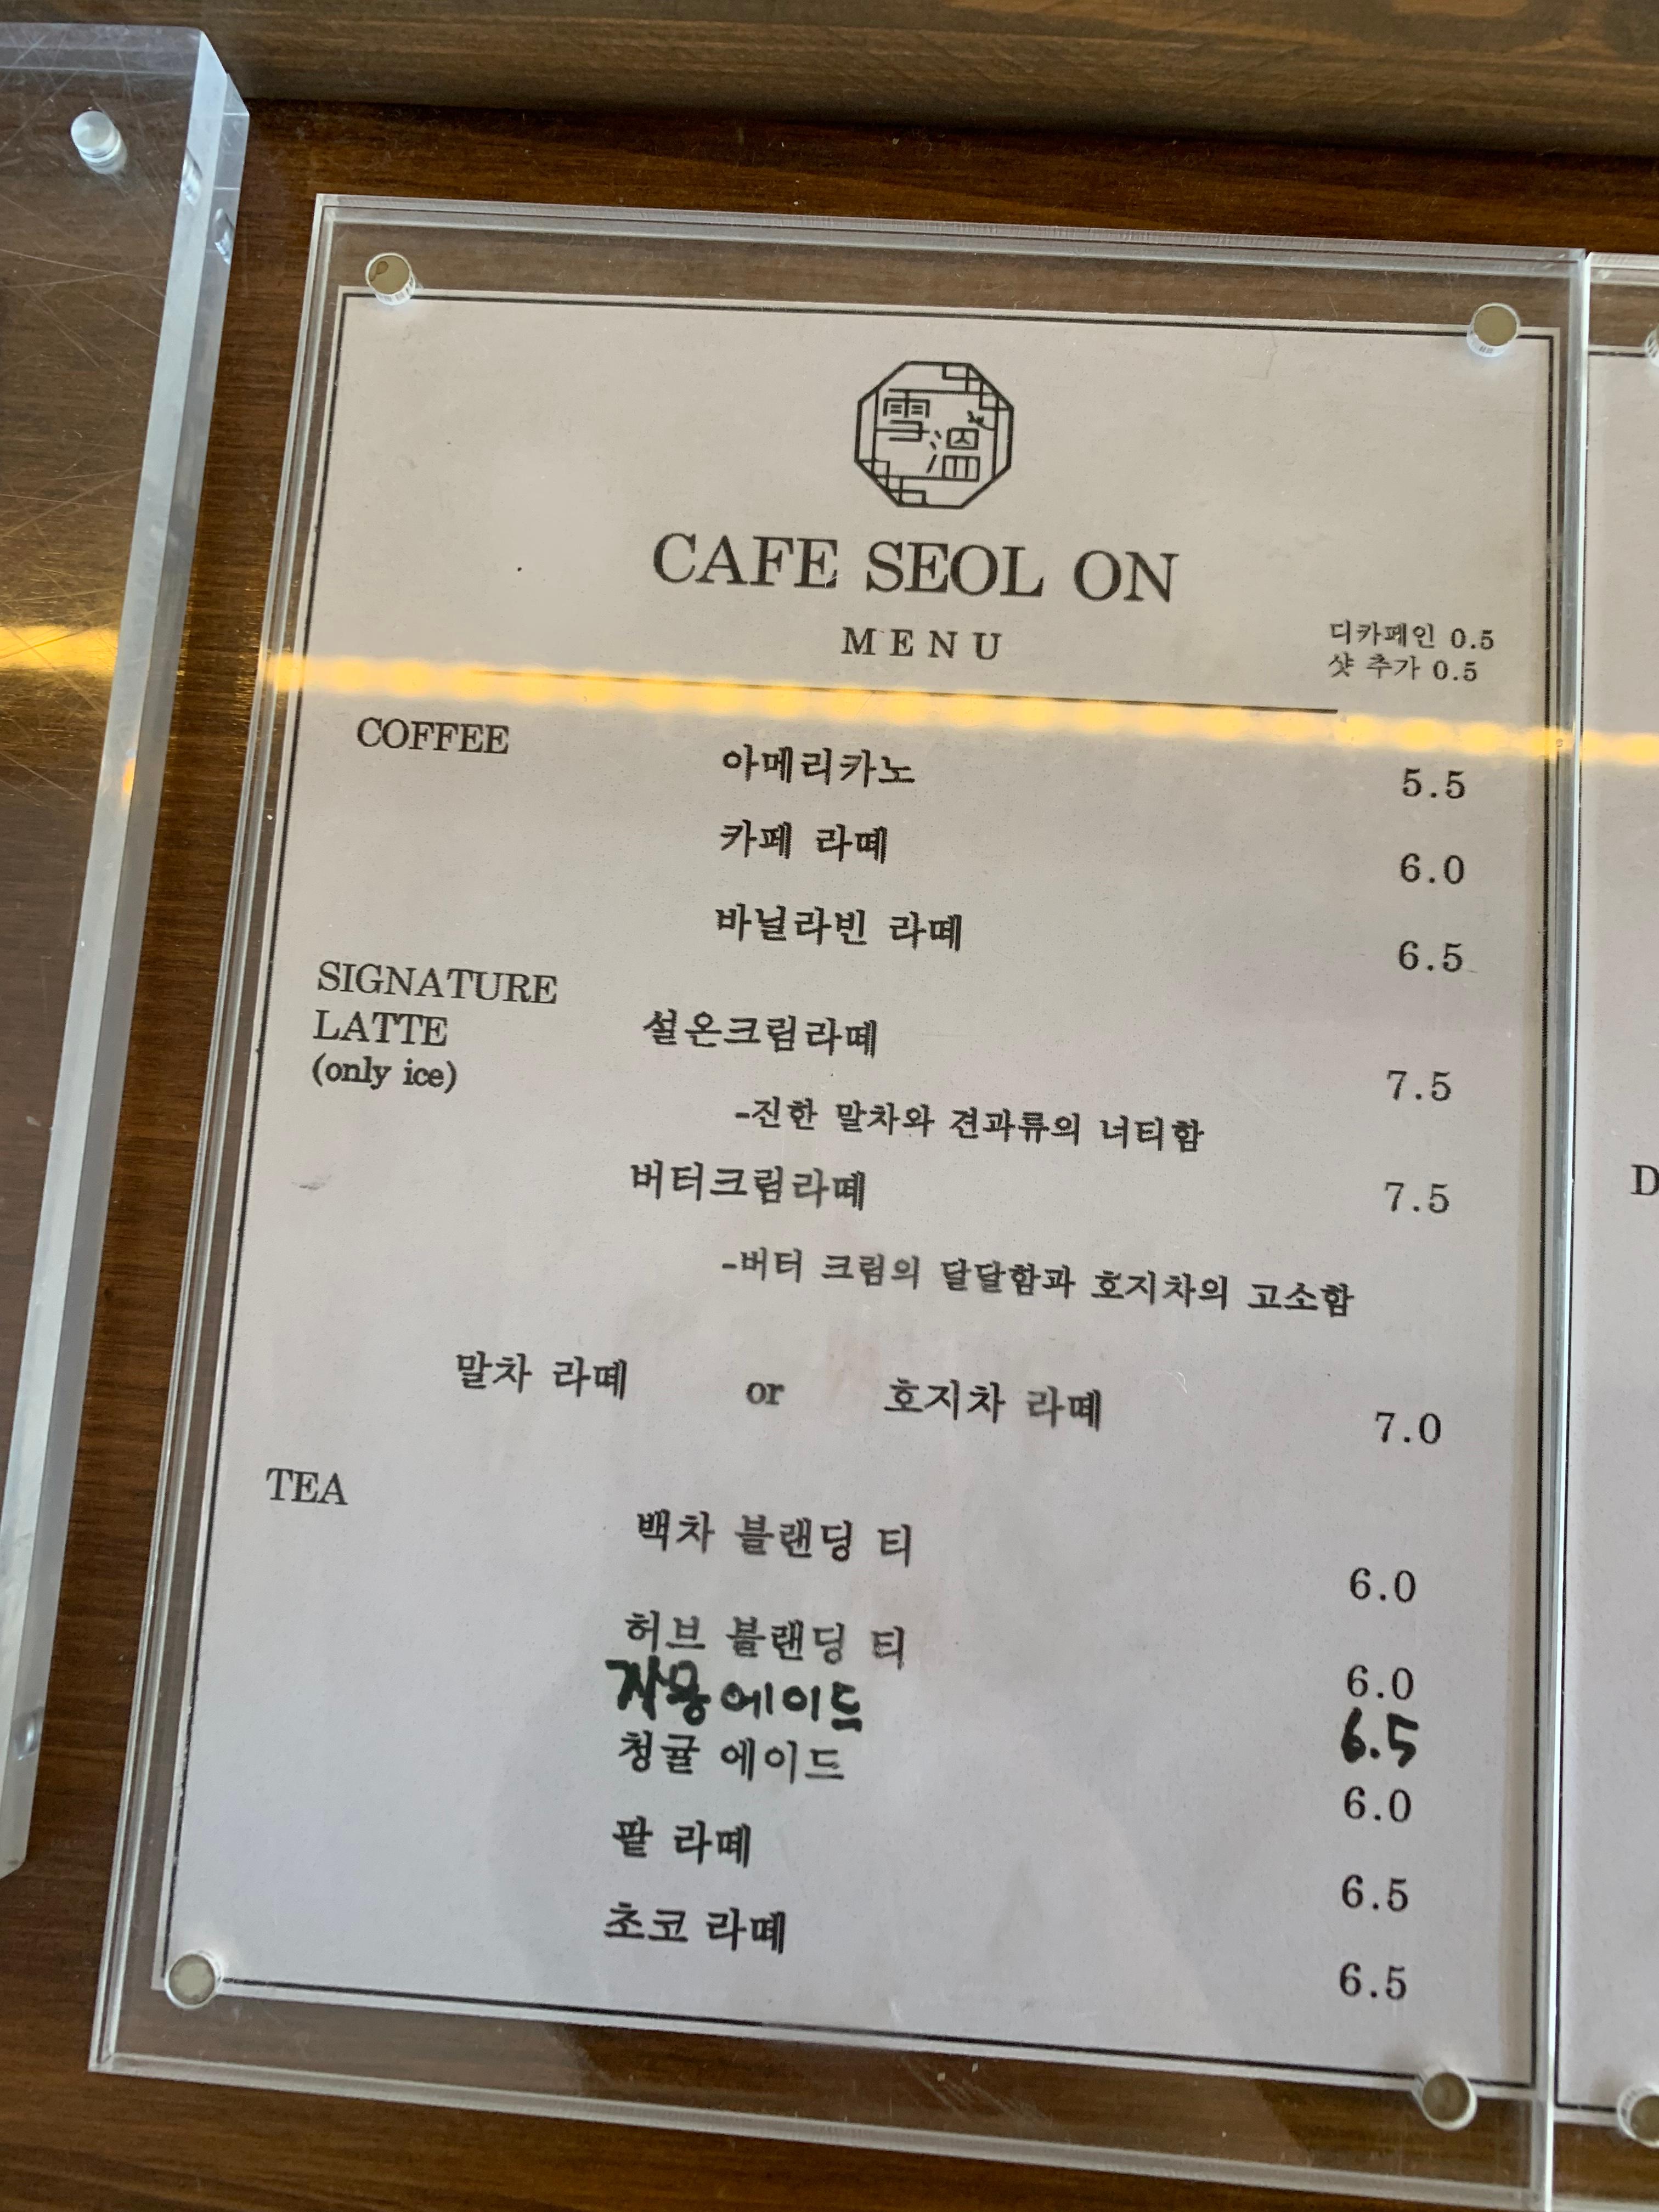 雪溫
CAFE SEOL ON
MENU
디카페인 0.5
샷 추가 0.5
COFFEE
아메리카노 5.5
카페 라떼 6.0
바닐라빈 라떼 6.5
SIGNATURE
LATTE
(only ice)
설온크림라떼 7.5
-진한 말차와 견과류의 너티함
버터크림라떼 7.5
-버터 크림의 달달함과 호지차의 고소함
말차 라떼 or 호지차 라떼 7.0
TEA
백차 블랜딩 티 6.0
허브 블랜딩 티 6.0
자몽에이드 6.5
청귤 에이드 6.0
팥 라떼 6.5
초코 라떼 6.5
D